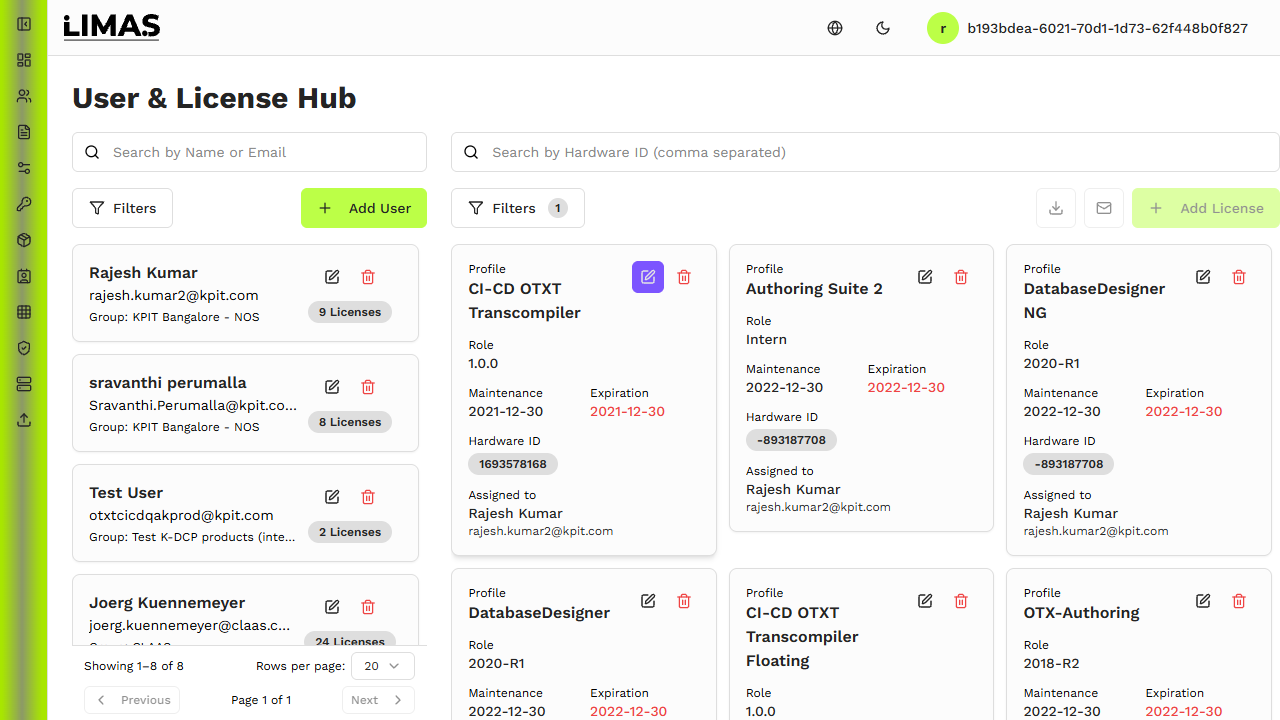 LIMAS
r
b193bdea-6021-70d1-1d73-62f448b0f827
User & License Hub
Search by Name or Email
Search by Hardware ID (comma separated)
Filters
Add User
Filters
1
Add License
Rajesh Kumar
rajesh.kumar2@kpit.com
Group: KPIT Bangalore - NOS
9 Licenses
sravanthi perumalla
Sravanthi.Perumalla@kpit.co...
Group: KPIT Bangalore - NOS
8 Licenses
Test User
otxtcicdqakprod@kpit.com
Group: Test K-DCP products (inte...
2 Licenses
Joerg Kuennemeyer
joerg.kuennemeyer@claas.c...
24 Licenses
Showing 1–8 of 8
Rows per page:
20
Previous
Page 1 of 1
Next
Profile
CI-CD OTXT
Transcompiler
Role
1.0.0
Maintenance
Expiration
2021-12-30
2021-12-30
Hardware ID
1693578168
Assigned to
Rajesh Kumar
rajesh.kumar2@kpit.com
Profile
Authoring Suite 2
Role
Intern
Maintenance
Expiration
2022-12-30
2022-12-30
Hardware ID
-893187708
Assigned to
Rajesh Kumar
rajesh.kumar2@kpit.com
Profile
DatabaseDesigner
NG
Role
2020-R1
Maintenance
Expiration
2022-12-30
2022-12-30
Hardware ID
-893187708
Assigned to
Rajesh Kumar
rajesh.kumar2@kpit.com
Profile
DatabaseDesigner
Role
2020-R1
Maintenance
Expiration
2022-12-30
2022-12-30
Profile
CI-CD OTXT
Transcompiler
Floating
Role
1.0.0
Profile
OTX-Authoring
Role
2018-R2
Maintenance
Expiration
2022-12-30
2022-12-30